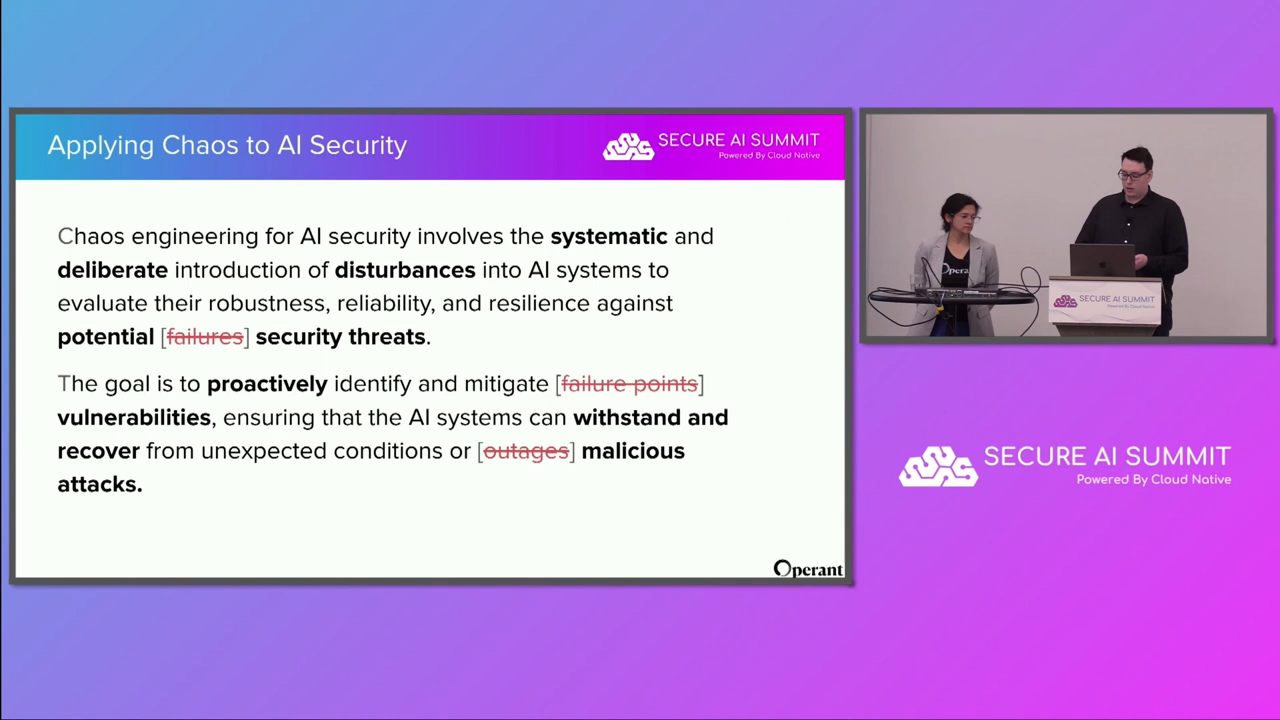 Applying Chaos to AI Security
SECURE AI SUMMIT
Powered By Cloud Native
Chaos engineering for AI security involves the systematic and
deliberate introduction of disturbances into AI systems to
evaluate their robustness, reliability, and resilience against
potential [failures] security threats.
The goal is to proactively identify and mitigate [failure points]
vulnerabilities, ensuring that the AI systems can withstand and
recover from unexpected conditions or [outages] malicious
attacks.
Operant
Opera
SECURE AI SUMMIT
SECURE AI SUMMIT
Powered By Cloud Native